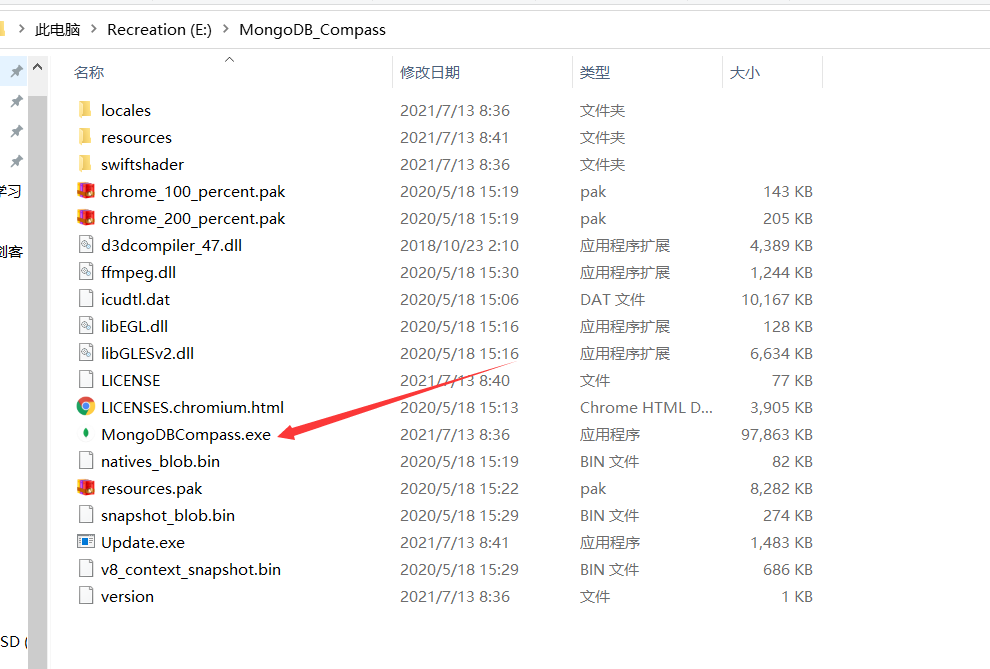 此电脑 > Recreation (E:) > MongoDB_Compass
名称 修改日期 类型 大小
locales 2021/7/13 8:36 文件夹
resources 2021/7/13 8:41 文件夹
swiftshader 2021/7/13 8:36 文件夹
chrome_100_percent.pak 2020/5/18 15:19 pak 143 KB
学习
chrome_200_percent.pak 2020/5/18 15:19 pak 205 KB
d3dcompiler_47.dll 2018/10/23 2:10 应用程序扩展 4,389 KB
ffmpeg.dll 2020/5/18 15:30 应用程序扩展 1,244 KB
icudtl.dat 2020/5/18 15:06 DAT 文件 10,167 KB
libEGL.dll 2020/5/18 15:16 应用程序扩展 128 KB
libGLESv2.dll 2020/5/18 15:16 应用程序扩展 6,634 KB
LICENSE 2021/7/13 8:40 文件 77 KB
LICENSES.chromium.html 2020/5/18 15:13 Chrome HTML D... 3,905 KB
MongoDBCompass.exe 2021/7/13 8:36 应用程序 97,863 KB
natives_blob.bin 2020/5/18 15:19 BIN 文件 82 KB
resources.pak 2020/5/18 15:22 pak 8,282 KB
snapshot_blob.bin 2020/5/18 15:29 BIN 文件 274 KB
Update.exe 2021/7/13 8:41 应用程序 1,483 KB
v8_context_snapshot.bin 2020/5/18 15:29 BIN 文件 686 KB
version 2021/7/13 8:36 文件 1 KB
SD (